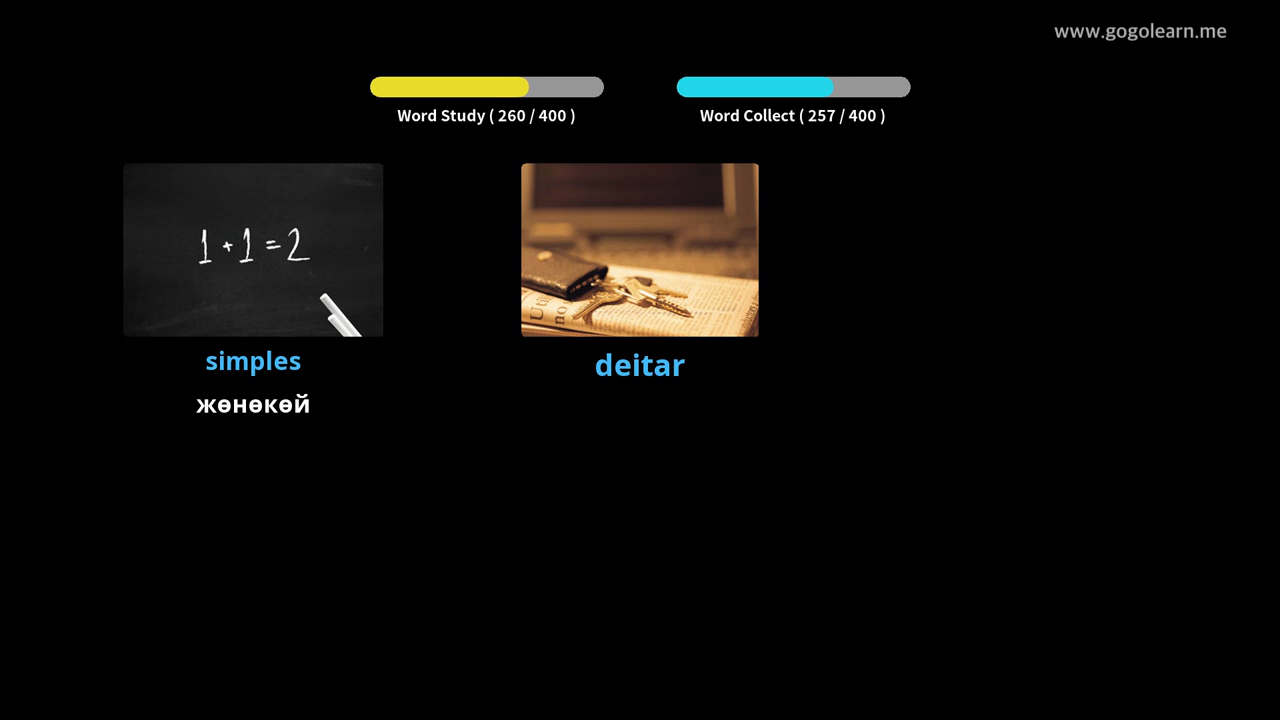 www.gogolearn.me
Word Study ( 260 / 400 )
Word Collect ( 257 / 400 )
1 + 1 = 2
simples
жөнөкөй
deitar